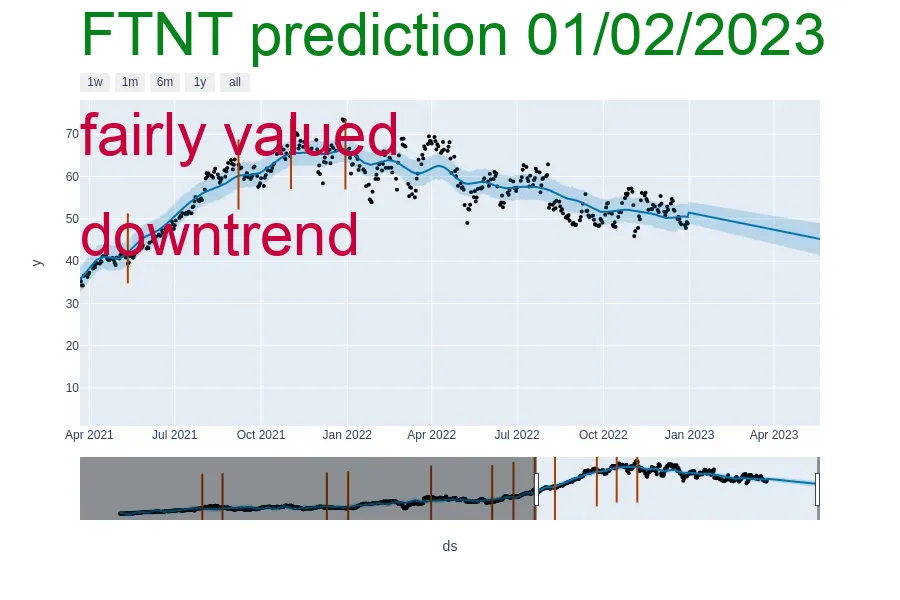 FTNT prediction 01/02/2023
1w 1m 6m 1y all
fairly valued
downtrend
70
60
50
40
30
20
10
y
Apr 2021 Jul 2021 Oct 2021 Jan 2022 Apr 2022 Jul 2022 Oct 2022 Jan 2023 Apr 2023
ds